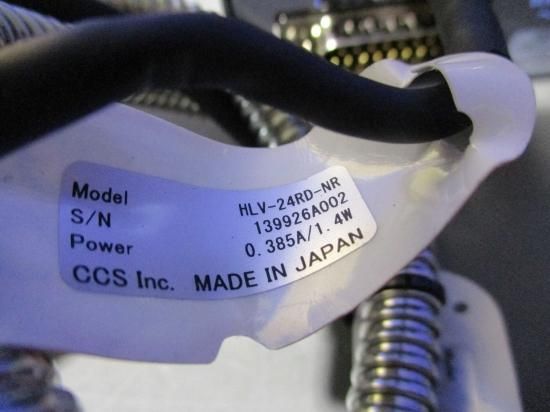 Model HLV-24RD-NR
S/N 139926A002
Power 0.385A/1.4W
CCS Inc. MADE IN JAPAN